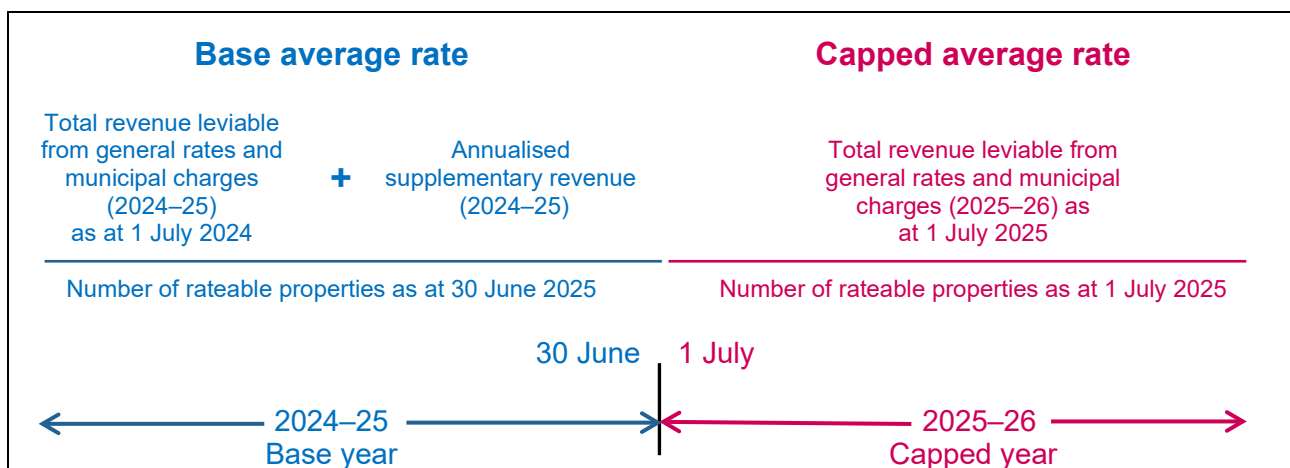 Base average rate
Total revenue leviable
from general rates and
municipal charges
(2024–25)
as at 1 July 2024
+
Annualised
supplementary revenue
(2024–25)
Number of rateable properties as at 30 June 2025
Capped average rate
Total revenue leviable from
general rates and municipal
charges (2025–26) as
at 1 July 2025
Number of rateable properties as at 1 July 2025
30 June
1 July
2024–25
Base year
2025–26
Capped year